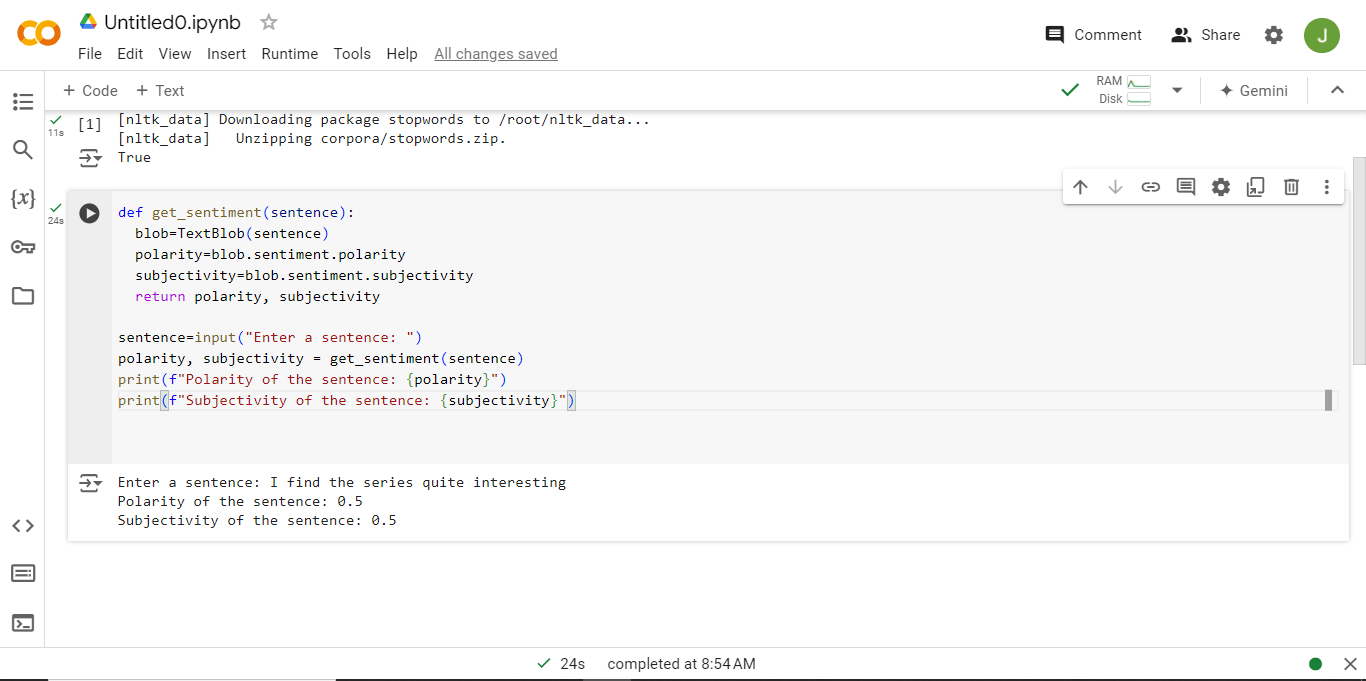 Untitled0.ipynb
Comment
Share
J
File Edit View Insert Runtime Tools Help All changes saved
+ Code + Text
RAM
Disk
Gemini
11s
[1]
[nltk_data] Downloading package stopwords to /root/nltk_data...
[nltk_data]   Unzipping corpora/stopwords.zip.
True
{x}
24s
def get_sentiment(sentence):
  blob=TextBlob(sentence)
  polarity=blob.sentiment.polarity
  subjectivity=blob.sentiment.subjectivity
  return polarity, subjectivity
sentence=input("Enter a sentence: ")
polarity, subjectivity = get_sentiment(sentence)
print(f"Polarity of the sentence: {polarity}")
print(f"Subjectivity of the sentence: {subjectivity}")
Enter a sentence: I find the series quite interesting
Polarity of the sentence: 0.5
Subjectivity of the sentence: 0.5
24s completed at 8:54 AM